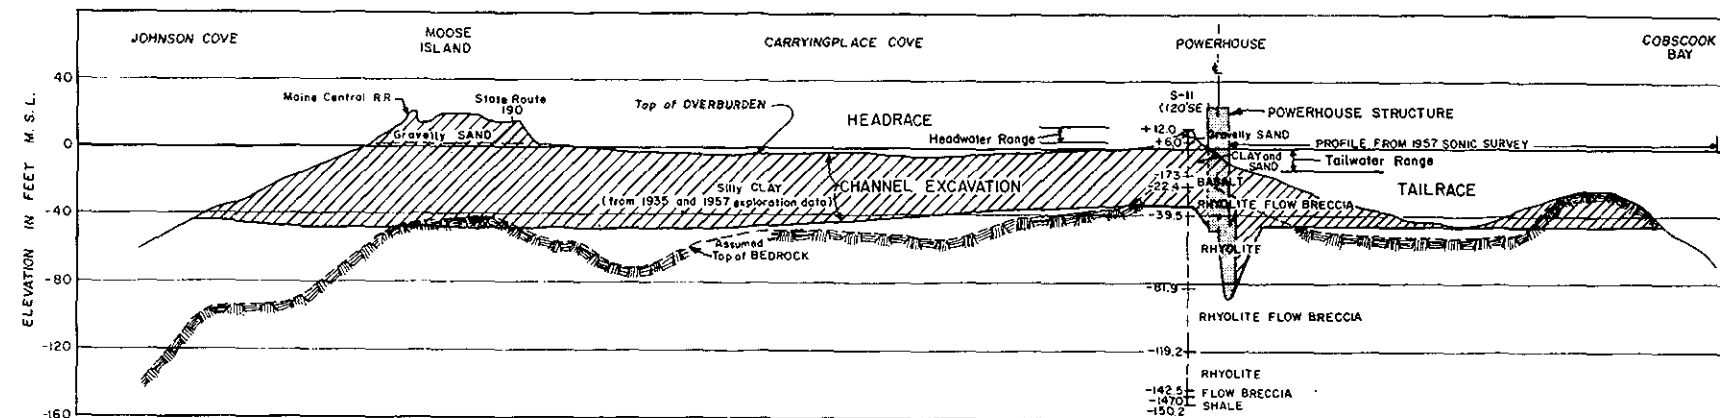 JOHNSON COVE
MOOSE
ISLAND
CARRYINGPLACE COVE
POWERHOUSE
COBSCOOK
BAY
ELEVATION IN FEET M.S.L.
40
0
-40
-80
-120
-160
Maine Central RR
State Route
190
Gravelly SAND
Top of OVERBURDEN
HEADRACE
Headwater Range
S-11
(120'SE)
POWERHOUSE STRUCTURE
+12.0
Gravelly SAND
+6.0
PROFILE FROM 1957 SONIC SURVEY
CLAY and
SAND
Tailwater Range
-17.3
BASALT
-22.4
Silty CLAY
(from 1935 and 1957 exploration data)
CHANNEL EXCAVATION
TAILRACE
RHYOLITE FLOW BRECCIA
-39.5
Assumed
Top of BEDROCK
RHYOLITE
-81.9
RHYOLITE FLOW BRECCIA
-119.2
RHYOLITE
-142.5
FLOW BRECCIA
-147.0
SHALE
-150.2